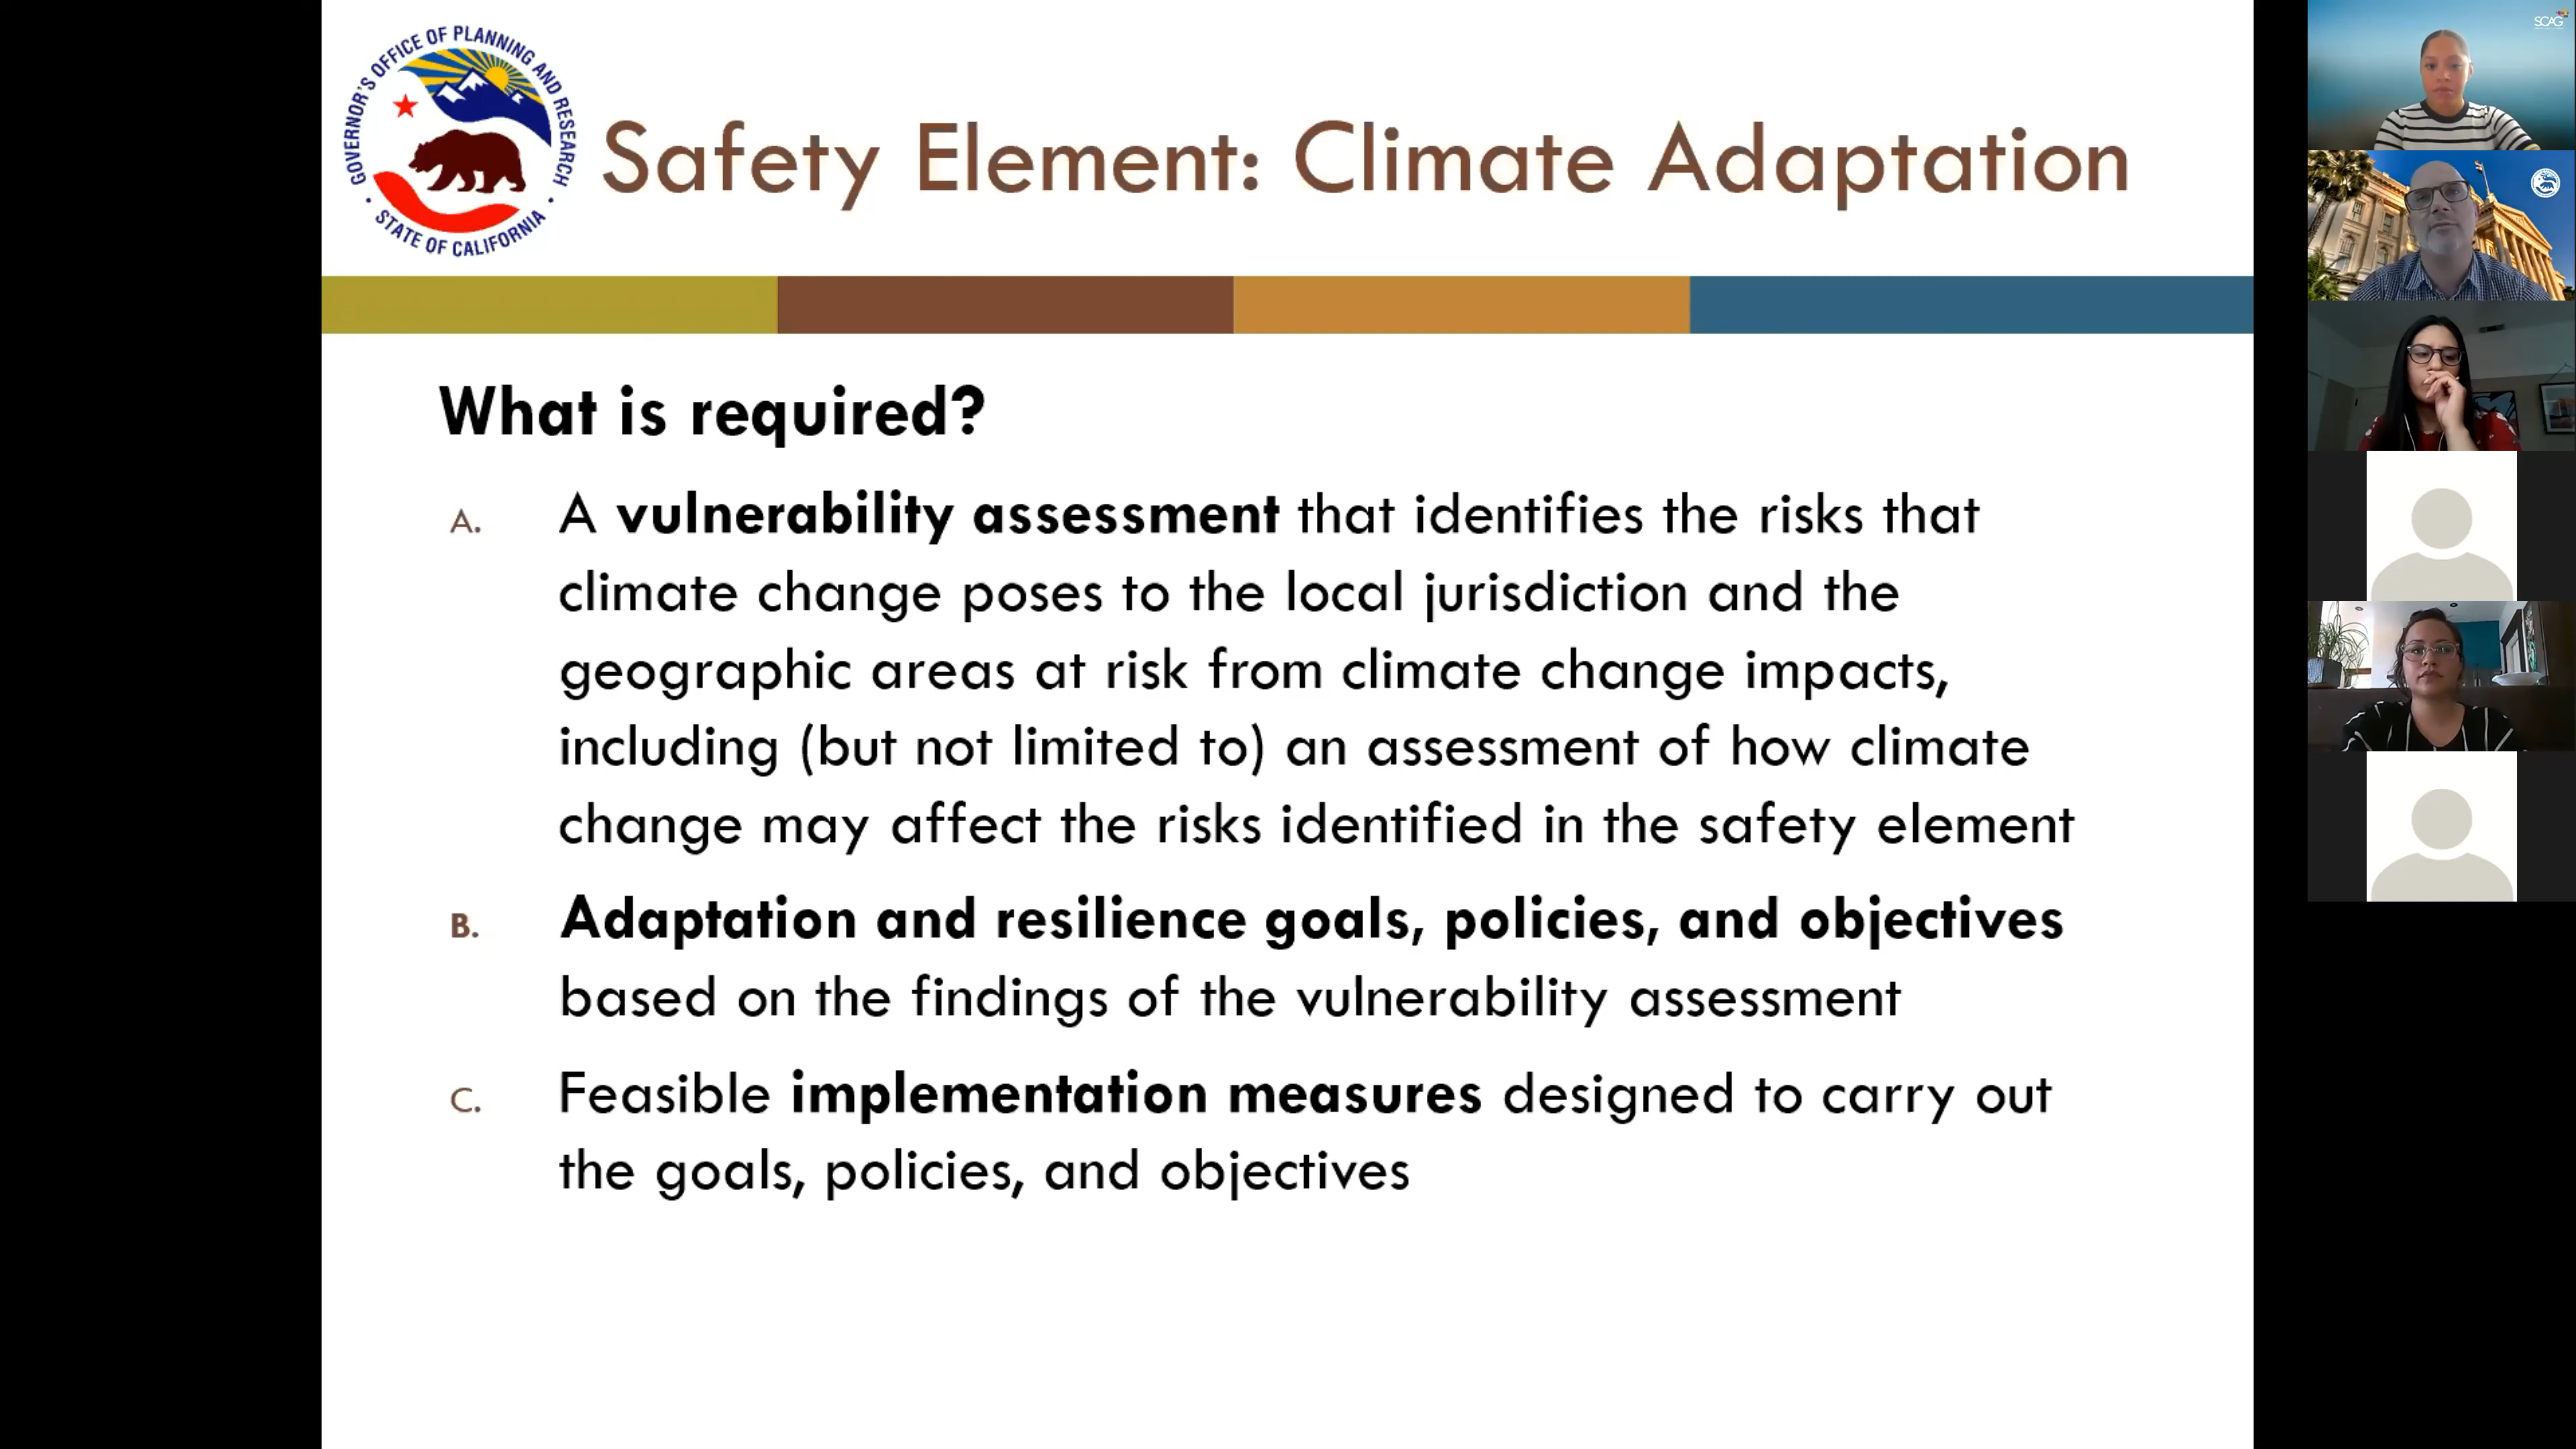 GOVERNOR'S OFFICE OF PLANNING AND RESEARCH
• STATE OF CALIFORNIA •
Safety Element: Climate Adaptation
What is required?
A. A vulnerability assessment that identifies the risks that
climate change poses to the local jurisdiction and the
geographic areas at risk from climate change impacts,
including (but not limited to) an assessment of how climate
change may affect the risks identified in the safety element
B. Adaptation and resilience goals, policies, and objectives
based on the findings of the vulnerability assessment
C. Feasible implementation measures designed to carry out
the goals, policies, and objectives
SCAG